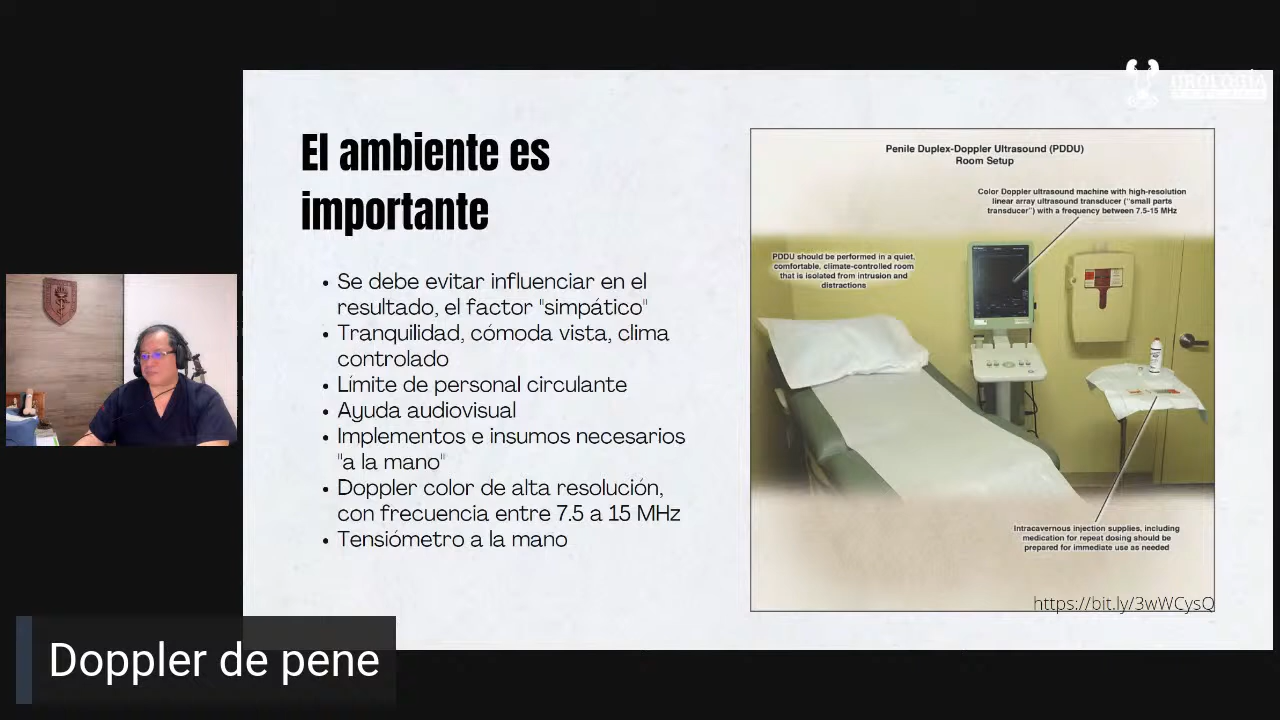 UROLOGÍA
El ambiente es
importante
• Se debe evitar influenciar en el
resultado, el factor "simpático"
• Tranquilidad, cómoda vista, clima
controlado
• Límite de personal circulante
• Ayuda audiovisual
• Implementos e insumos necesarios
"a la mano"
• Doppler color de alta resolución,
con frecuencia entre 7.5 a 15 MHz
• Tensiómetro a la mano
Penile Duplex-Doppler Ultrasound (PDDU)
Room Setup
Color Doppler ultrasound machine with high-resolution
linear array ultrasound transducer ("small parts
transducer") with a frequency between 7.5-15 MHz
PDDU should be performed in a quiet,
comfortable, climate-controlled room
that is isolated from intrusion and
distractions
Intracavernous injection supplies, including
medication for repeat dosing should be
prepared for immediate use as needed
https://bit.ly/3wWCysQ
Doppler de pene